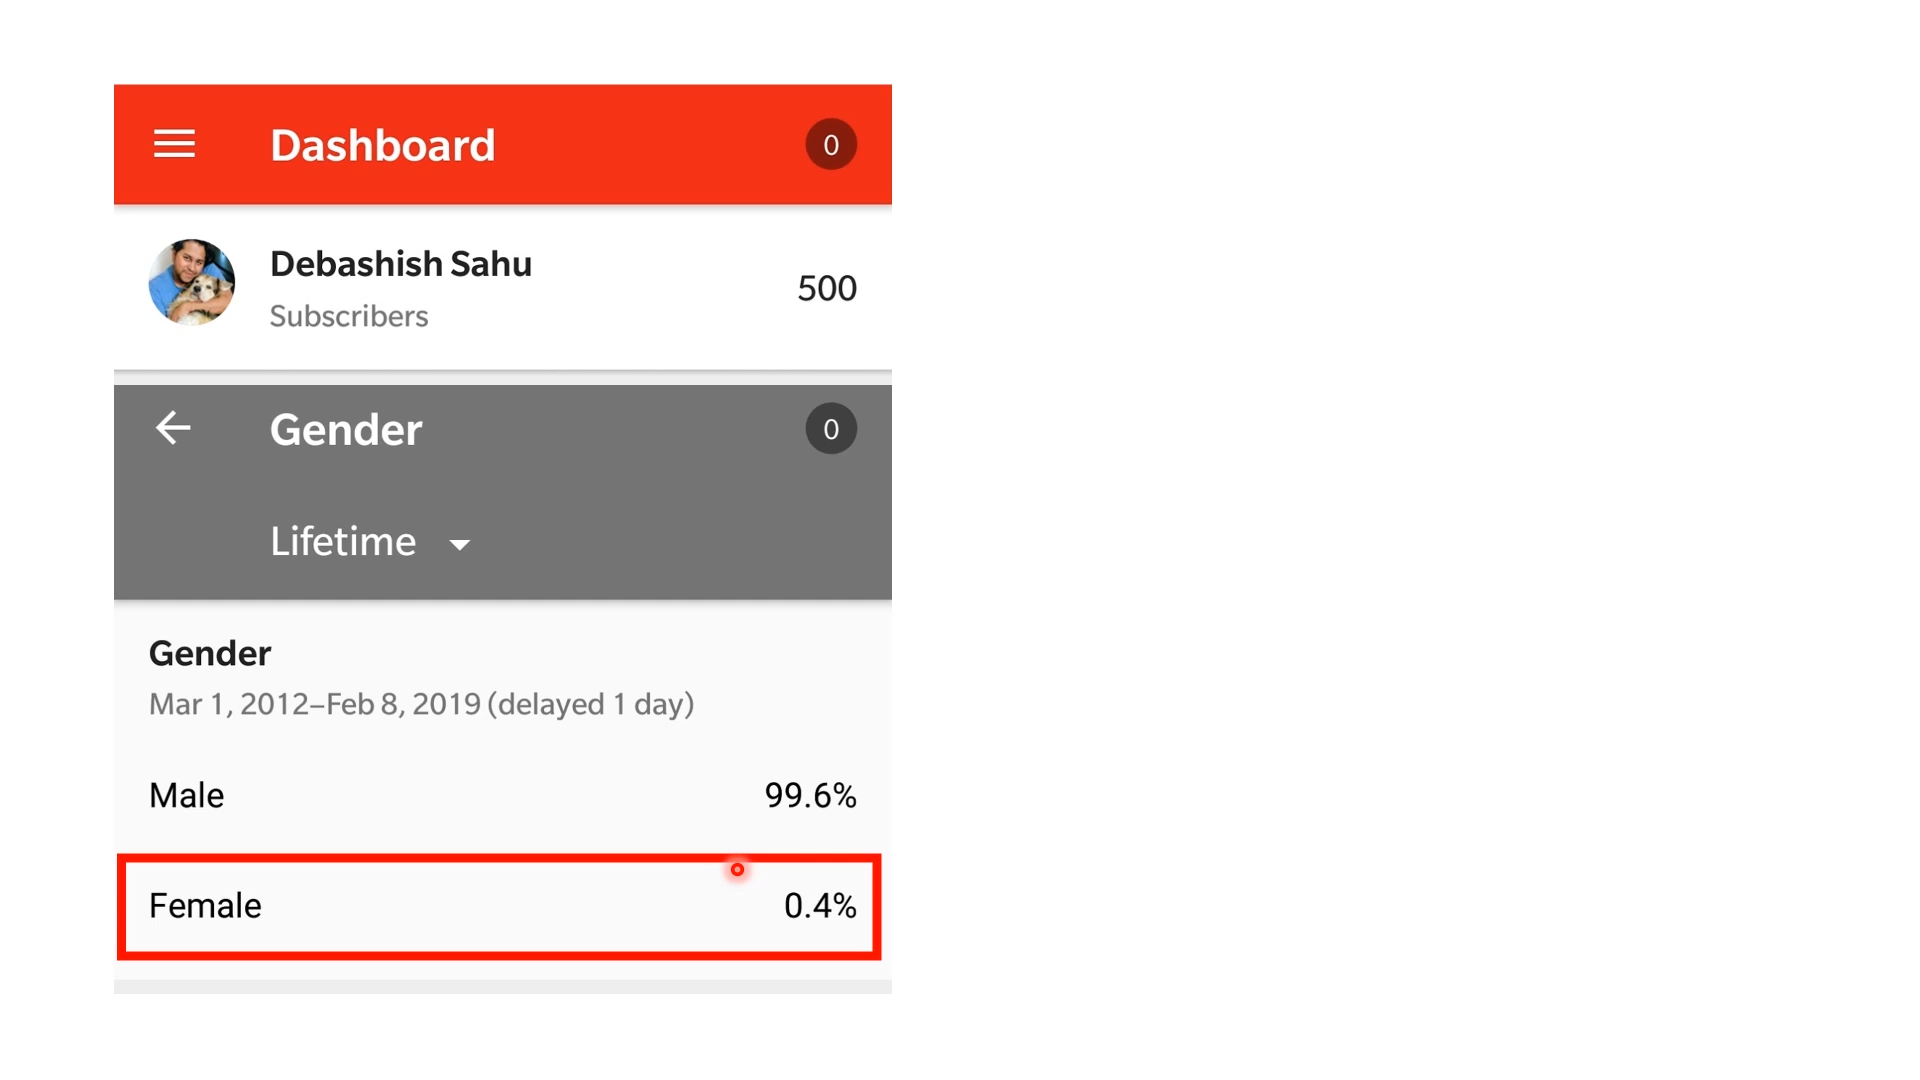 Dashboard 0
Debashish Sahu
Subscribers
500
Gender 0
Lifetime
Gender
Mar 1, 2012–Feb 8, 2019 (delayed 1 day)
Male 99.6%
Female 0.4%